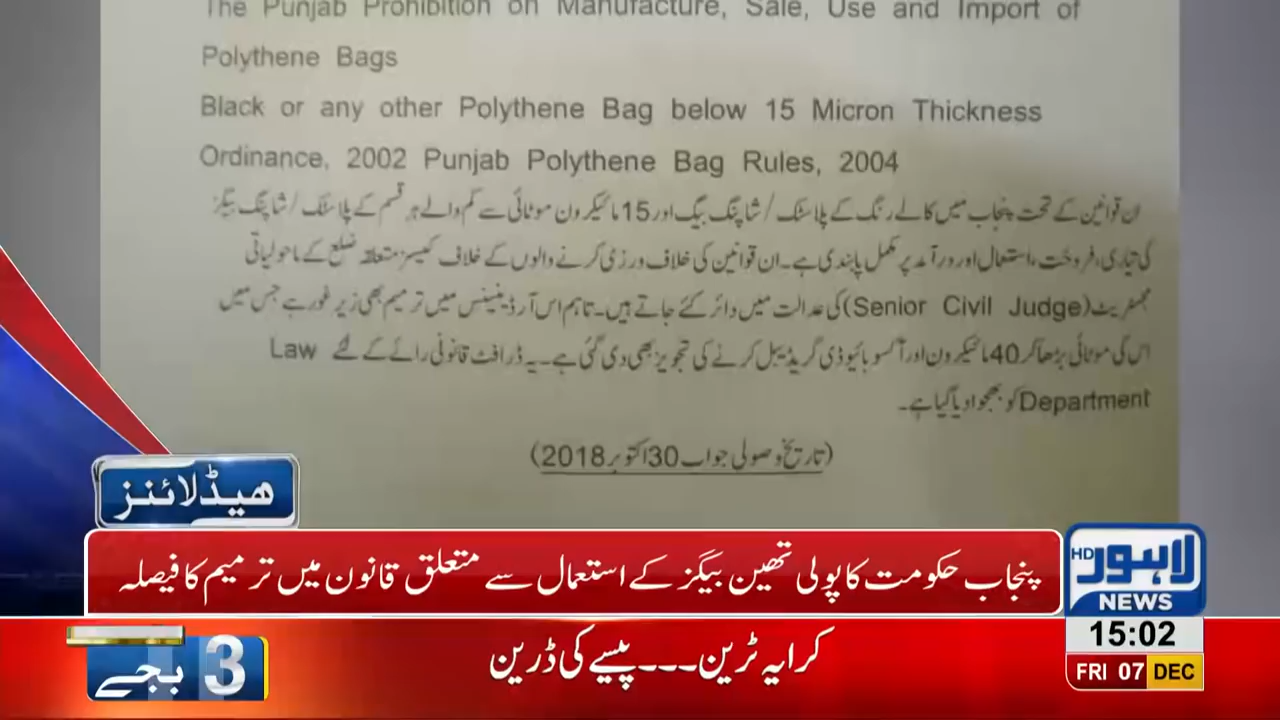 The Punjab Prohibition on Manufacture, Sale, Use and Import of
Polythene Bags
Black or any other Polythene Bag below 15 Micron Thickness
Ordinance, 2002 Punjab Polythene Bag Rules, 2004
ان قوانین کے تحت پنجاب میں کالے رنگ کے پلاسٹک / شاپنگ بیگ اور 15 مائیکرون موٹائی سے کم والے ہر قسم کے پلاسٹک / شاپنگ بیگز
کی تیاری، فروخت، استعمال اور درآمد پر مکمل پابندی ہے۔ ان قوانین کی خلاف ورزی کرنے والوں کے خلاف کیسز متعلقہ ضلع کے ماحولیاتی
مجسٹریٹ (Senior Civil Judge) کی عدالت میں دائر کئے جاتے ہیں۔ تاہم اس آرڈیننس میں ترمیم بھی زیر غور ہے جس میں
اس کی موٹائی بڑھا کر 40 مائیکرون اور آکسو بائیوڈی گریڈیبل کرنے کی تجویز بھی دی گئی ہے۔ یہ ڈرافٹ قانونی رائے کے لئے Law
Department کو بھجوا دیا گیا ہے۔
(تاریخ وصولی جواب 30 اکتوبر 2018)
ھیڈلائنز
پنجاب حکومت کا پولی تھین بیگز کے استعمال سے متعلق قانون میں ترمیم کا فیصلہ
HD لاہور
NEWS
15:02
FRI 07 DEC
کرایہ ٹرین۔۔۔ پیسے کی ڈرین
3 بجے